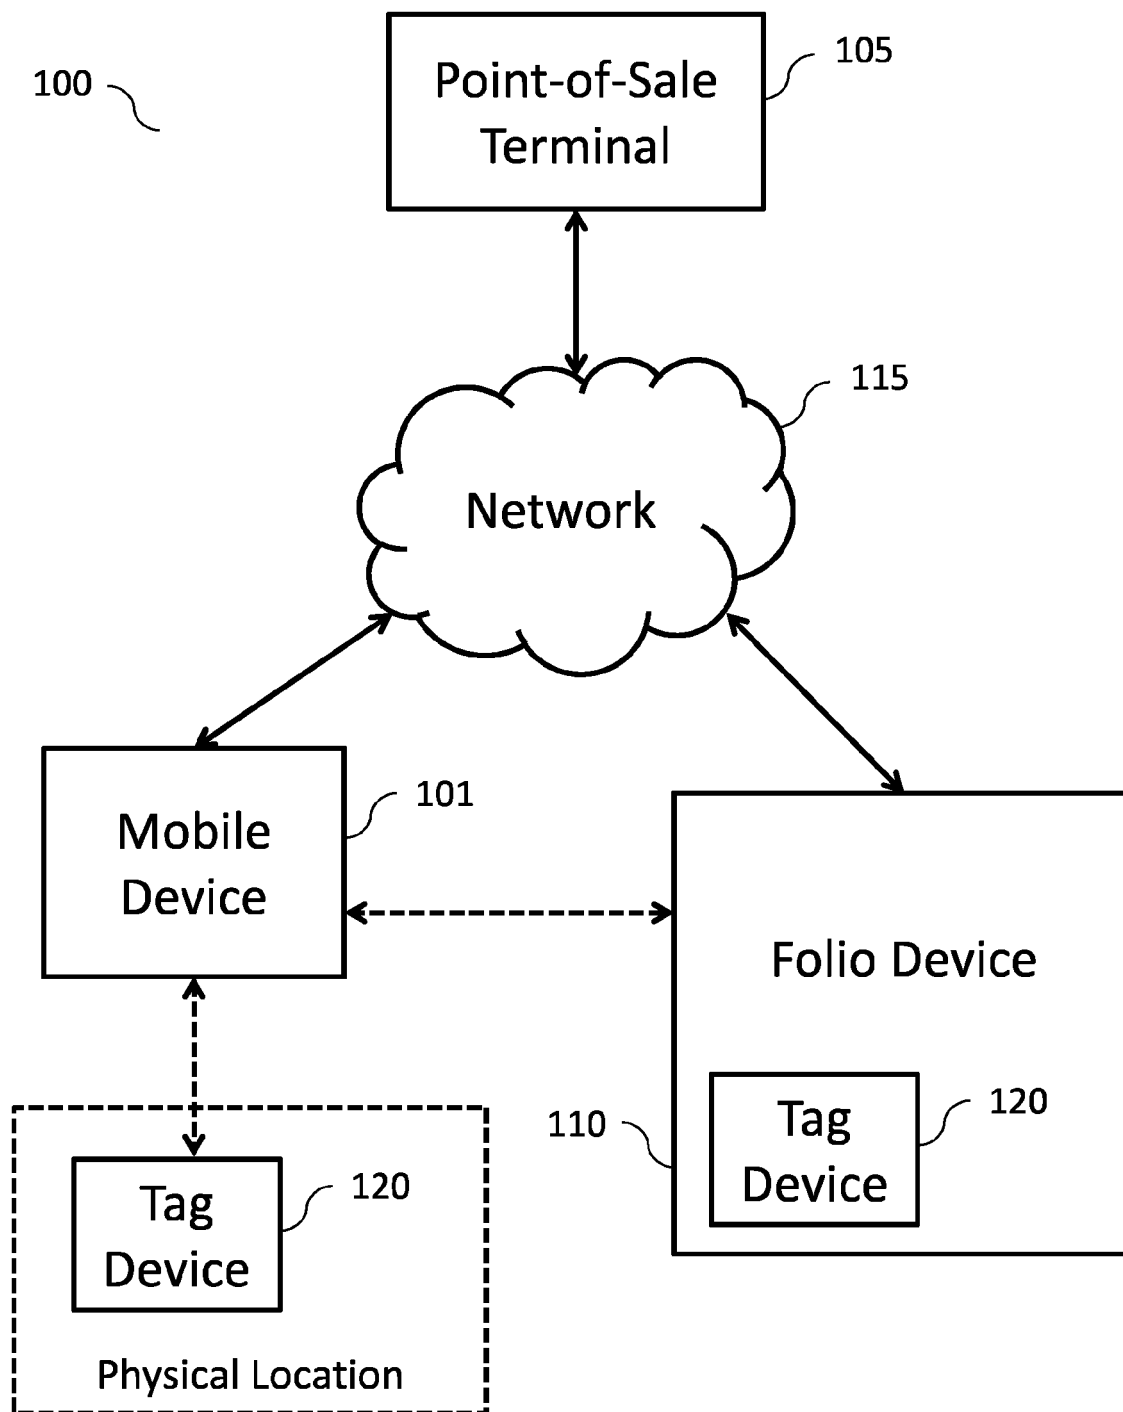 100
Point-of-Sale
Terminal
105
115
Network
Mobile
Device
101
Folio Device
110
Tag
Device
120
Tag
Device
120
Physical Location